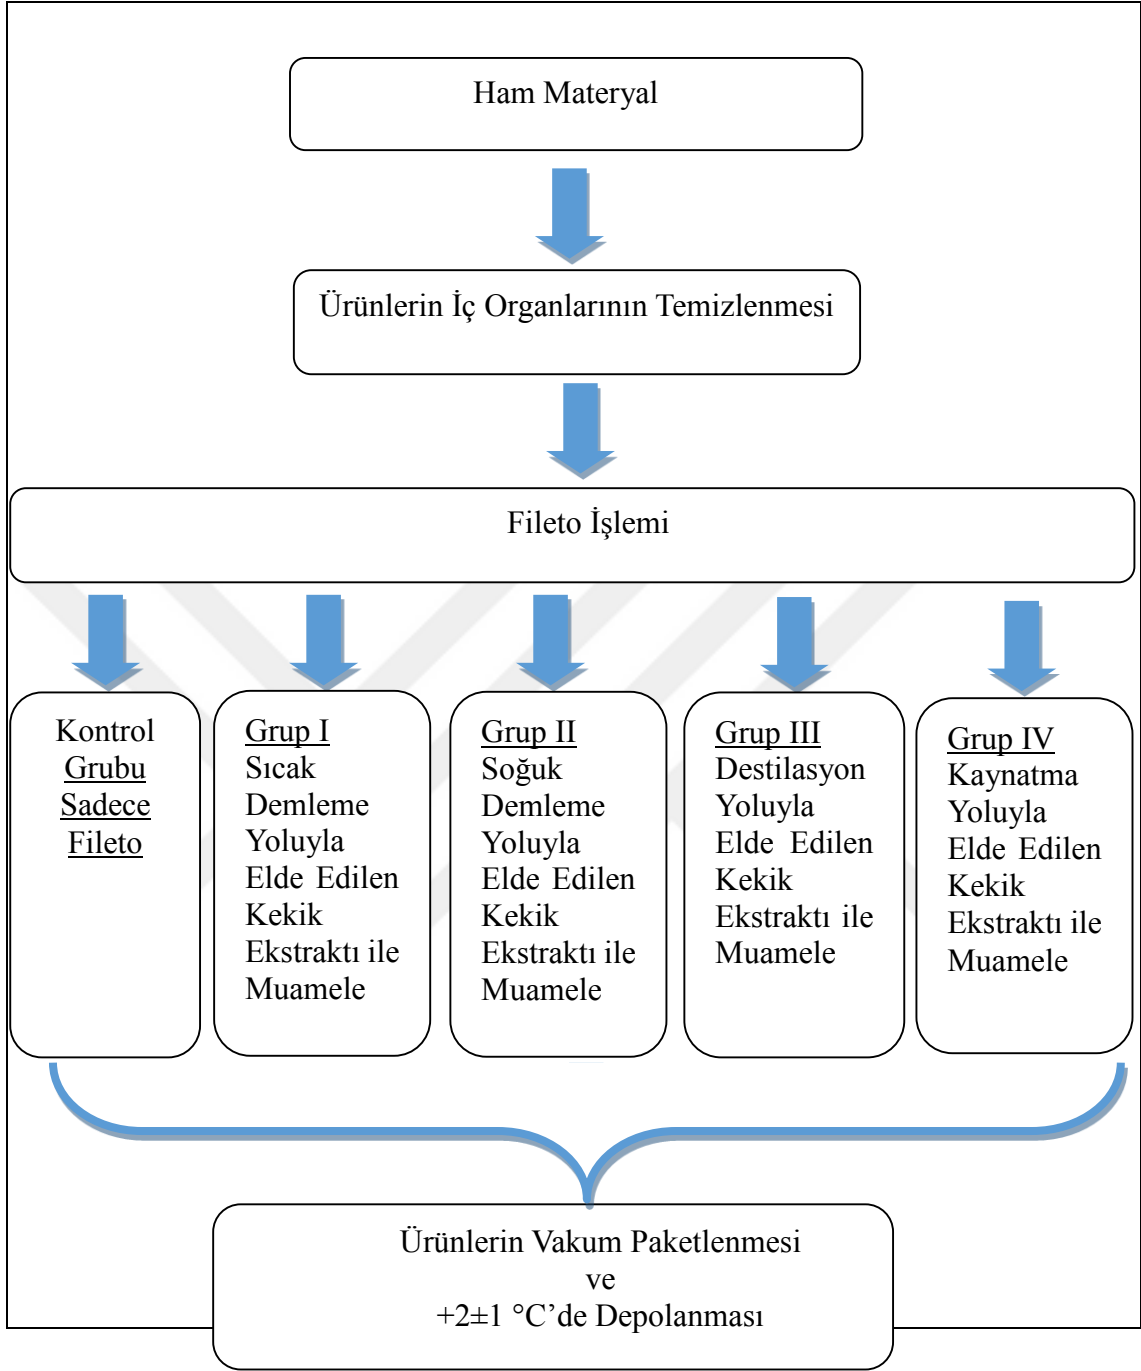 Ham Materyal
Ürünlerin İç Organlarının Temizlenmesi
Fileto İşlemi
Kontrol
Grubu
Sadece
Fileto
Grup I
Sıcak
Demleme
Yoluyla
Elde Edilen
Kekik
Ekstraktı ile
Muamele
Grup II
Soğuk
Demleme
Yoluyla
Elde Edilen
Kekik
Ekstraktı ile
Muamele
Grup III
Destilasyon
Yoluyla
Elde Edilen
Kekik
Ekstraktı ile
Muamele
Grup IV
Kaynatma
Yoluyla
Elde Edilen
Kekik
Ekstraktı ile
Muamele
Ürünlerin Vakum Paketlenmesi
ve
+2±1 °C’de Depolanması